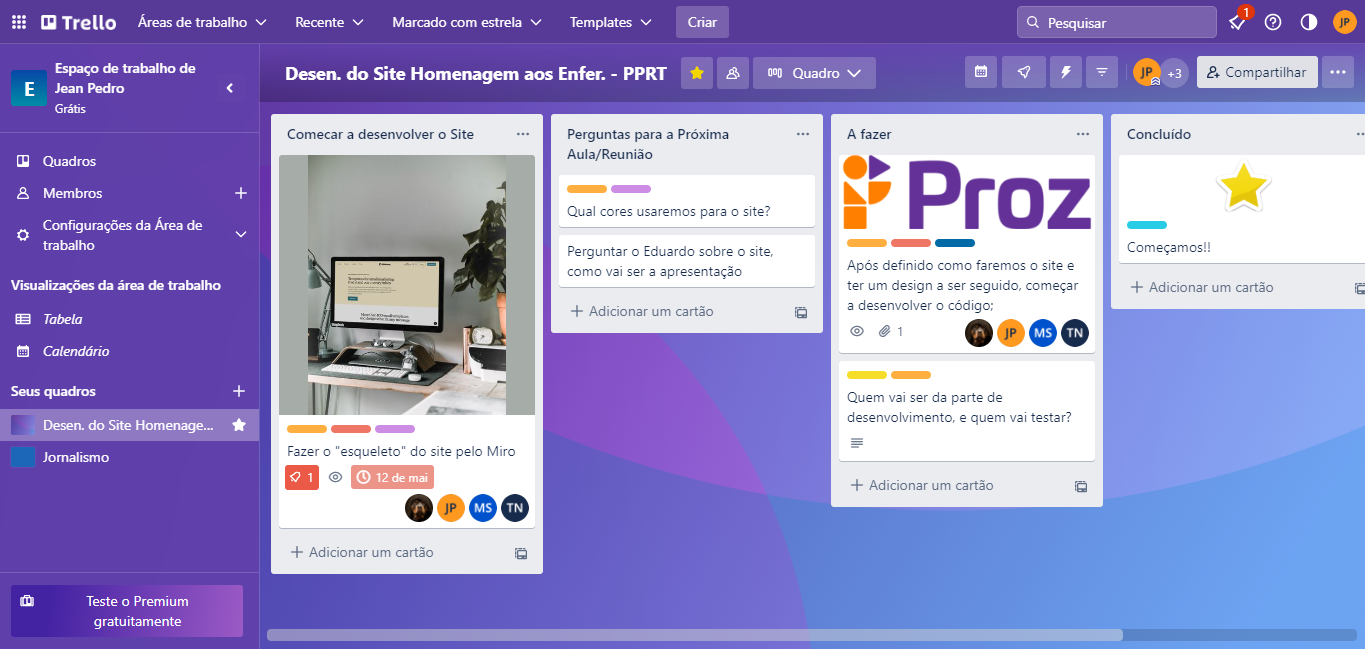 Trello
Áreas de trabalho
Recente
Marcado com estrela
Templates
Criar
Pesquisar
1
JP
E
Espaço de trabalho de
Jean Pedro
Grátis
Quadros
Membros
Configurações da Área de
trabalho
Visualizações da área de trabalho
Tabela
Calendário
Seus quadros
Desen. do Site Homenage...
Jornalismo
Teste o Premium
gratuitamente
Desen. do Site Homenagem aos Enfer. - PPRT
Quadro
JP
+3
Compartilhar
Comecar a desenvolver o Site
Fazer o "esqueleto" do site pelo Miro
1
12 de mai
JP
MS
TN
Adicionar um cartão
Perguntas para a Próxima
Aula/Reunião
Qual cores usaremos para o site?
Perguntar o Eduardo sobre o site,
como vai ser a apresentação
Adicionar um cartão
A fazer
Proz
Após definido como faremos o site e
ter um design a ser seguido, começar
a desenvolver o código;
1
JP
MS
TN
Quem vai ser da parte de
desenvolvimento, e quem vai testar?
Adicionar um cartão
Concluído
Começamos!!
Adicionar um cartão